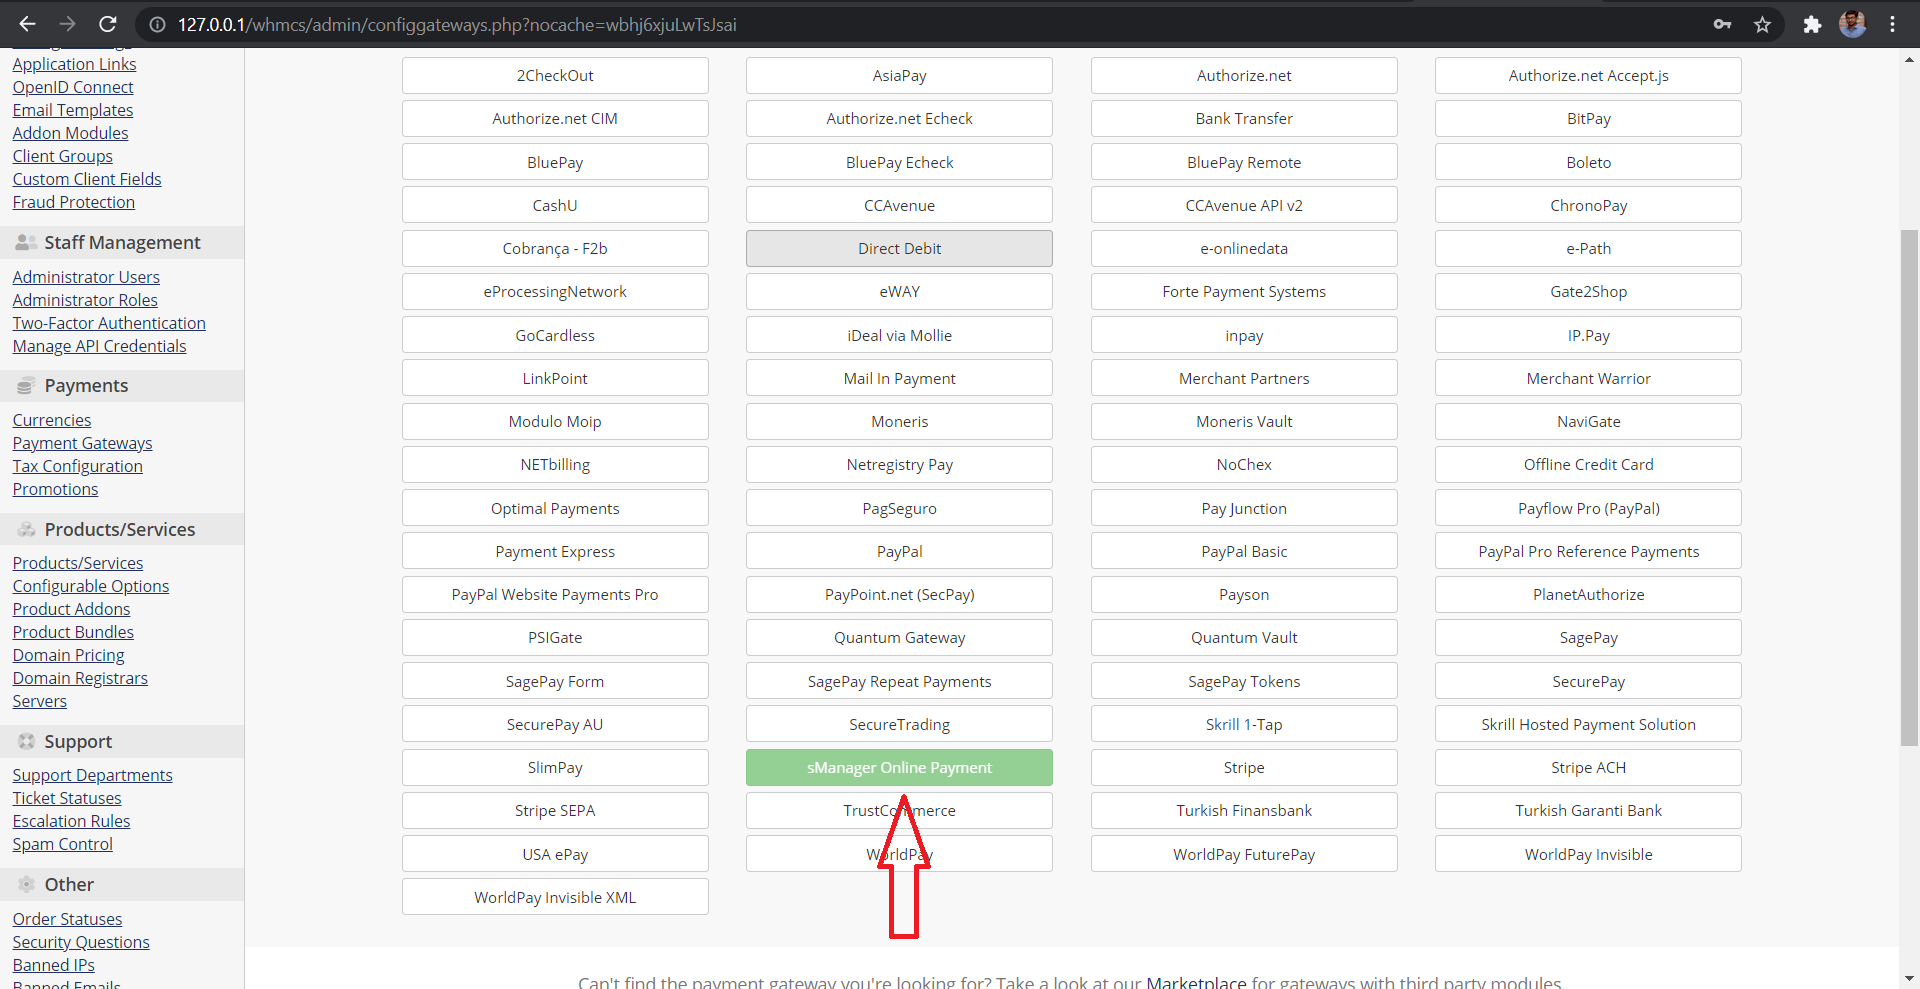 127.0.0.1/whmcs/admin/configgateways.php?nocache=wbhj6xjuLwTsJsai
Application Links
OpenID Connect
Email Templates
Addon Modules
Client Groups
Custom Client Fields
Fraud Protection
Staff Management
Administrator Users
Administrator Roles
Two-Factor Authentication
Manage API Credentials
Payments
Currencies
Payment Gateways
Tax Configuration
Promotions
Products/Services
Products/Services
Configurable Options
Product Addons
Product Bundles
Domain Pricing
Domain Registrars
Servers
Support
Support Departments
Ticket Statuses
Escalation Rules
Spam Control
Other
Order Statuses
Security Questions
Banned IPs
Banned Emails
2CheckOut AsiaPay Authorize.net Authorize.net Accept.js
Authorize.net CIM Authorize.net Echeck Bank Transfer BitPay
BluePay BluePay Echeck BluePay Remote Boleto
CashU CCAvenue CCAvenue API v2 ChronoPay
Cobrança - F2b Direct Debit e-onlinedata e-Path
eProcessingNetwork eWAY Forte Payment Systems Gate2Shop
GoCardless iDeal via Mollie inpay IP.Pay
LinkPoint Mail In Payment Merchant Partners Merchant Warrior
Modulo Moip Moneris Moneris Vault NaviGate
NETbilling Netregistry Pay NoChex Offline Credit Card
Optimal Payments PagSeguro Pay Junction Payflow Pro (PayPal)
Payment Express PayPal PayPal Basic PayPal Pro Reference Payments
PayPal Website Payments Pro PayPoint.net (SecPay) Payson PlanetAuthorize
PSIGate Quantum Gateway Quantum Vault SagePay
SagePay Form SagePay Repeat Payments SagePay Tokens SecurePay
SecurePay AU SecureTrading Skrill 1-Tap Skrill Hosted Payment Solution
SlimPay sManager Online Payment Stripe Stripe ACH
Stripe SEPA TrustCommerce Turkish Finansbank Turkish Garanti Bank
USA ePay WorldPay WorldPay FuturePay WorldPay Invisible
WorldPay Invisible XML
Can't find the payment gateway you're looking for? Take a look at our Marketplace for gateways with third party modules.